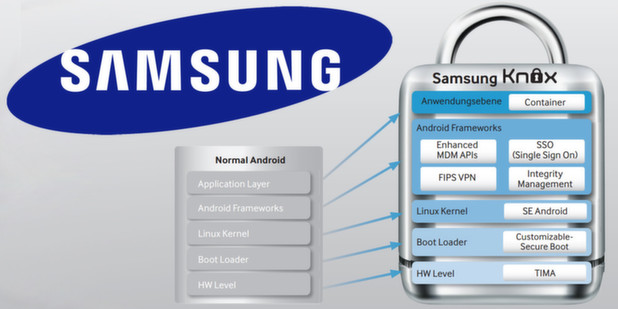 SAMSUNG
Normal Android
Application Layer
Android Frameworks
Linux Kernel
Boot Loader
HW Level
Samsung Knox
Anwendungsebene
Container
Android Frameworks
Enhanced
MDM APIs
SSO
(Single Sign On)
FIPS VPN
Integrity
Management
Linux Kernel
SE Android
Boot Loader
Customizable-
Secure Boot
HW Level
TIMA